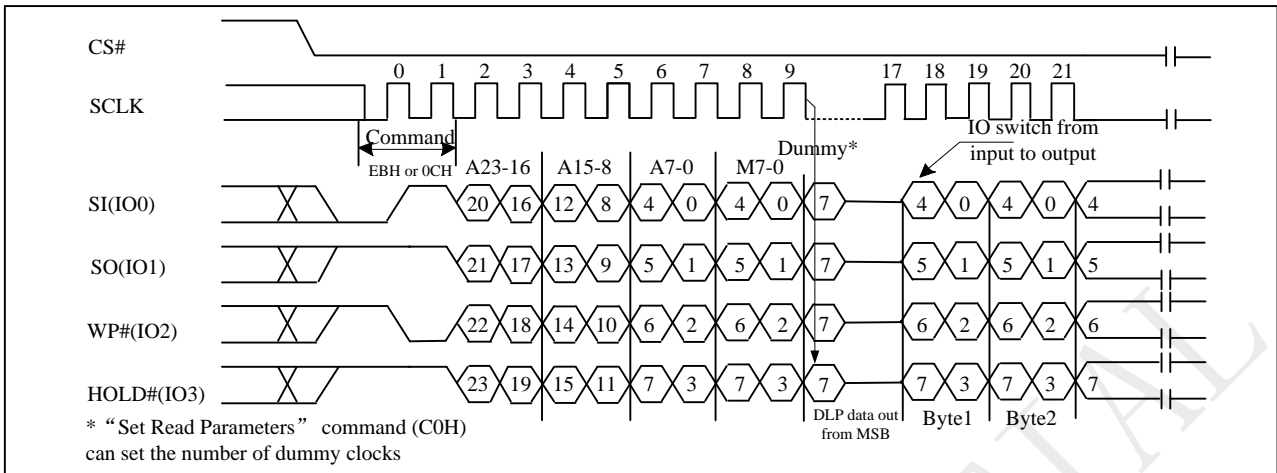 CS#
0 1 2 3 4 5 6 7 8 9 17 18 19 20 21
SCLK
Command
IO switch from
input to output
Dummy*
EBH or 0CH
A23-16 A15-8 A7-0 M7-0
SI(IO0) 20 16 12 8 4 0 4 0 7 4 0 4 0 4
SO(IO1) 21 17 13 9 5 1 5 1 7 5 1 5 1 5
WP#(IO2) 22 18 14 10 6 2 6 2 7 6 2 6 2 6
HOLD#(IO3) 23 19 15 11 7 3 7 3 7 7 3 7 3 7
DLP data out
from MSB
Byte1 Byte2
* “Set Read Parameters” command (C0H)
can set the number of dummy clocks